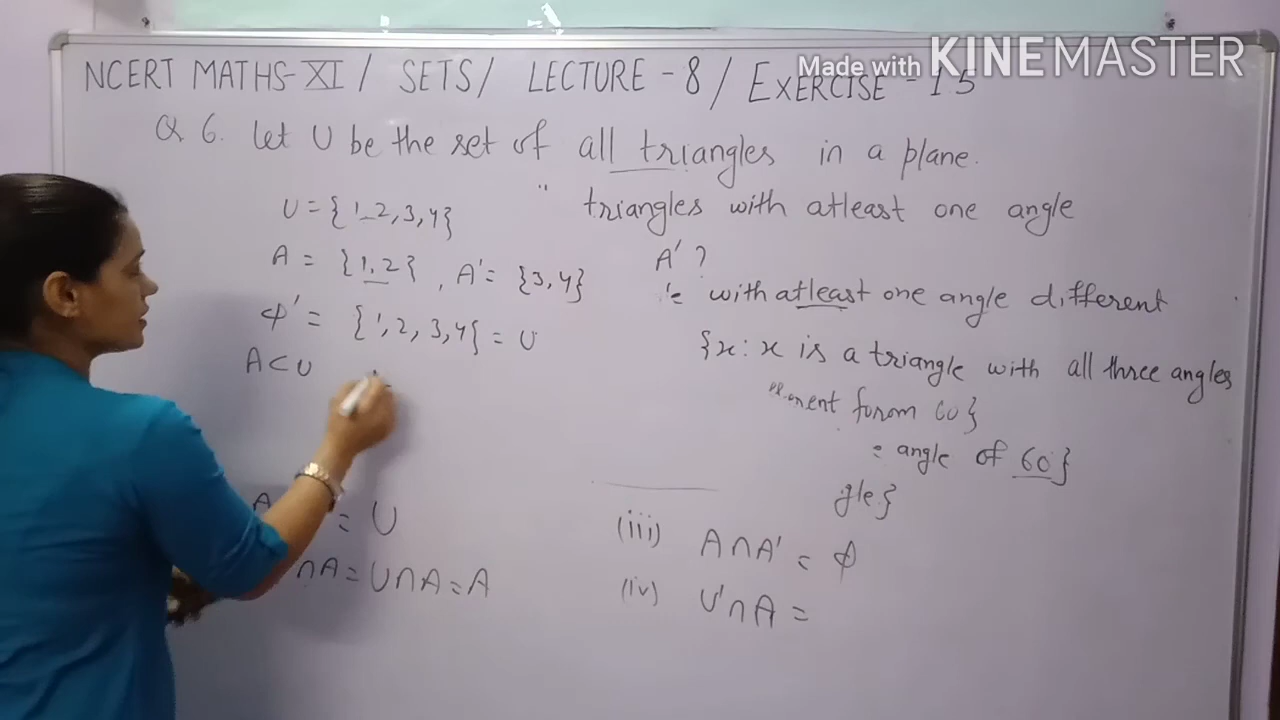 Made with KINEMASTER
NCERT MATHS-XI / SETS/ LECTURE - 8 / EXERCISE - 1.5
Q 6. Let U be the set of all triangles in a plane.
triangles with atleast one angle
U = {1, 2, 3, 4}
A = {1, 2} , A' = {3, 4}
A' ?
with atleast one angle different
φ' = {1, 2, 3, 4} = U
{x : x is a triangle with all three angles
A ⊂ U
60}
= angle of 60}
gle}
A = U
∩A = U∩A = A
(iii) A∩A' = φ
(iv) U'∩A =